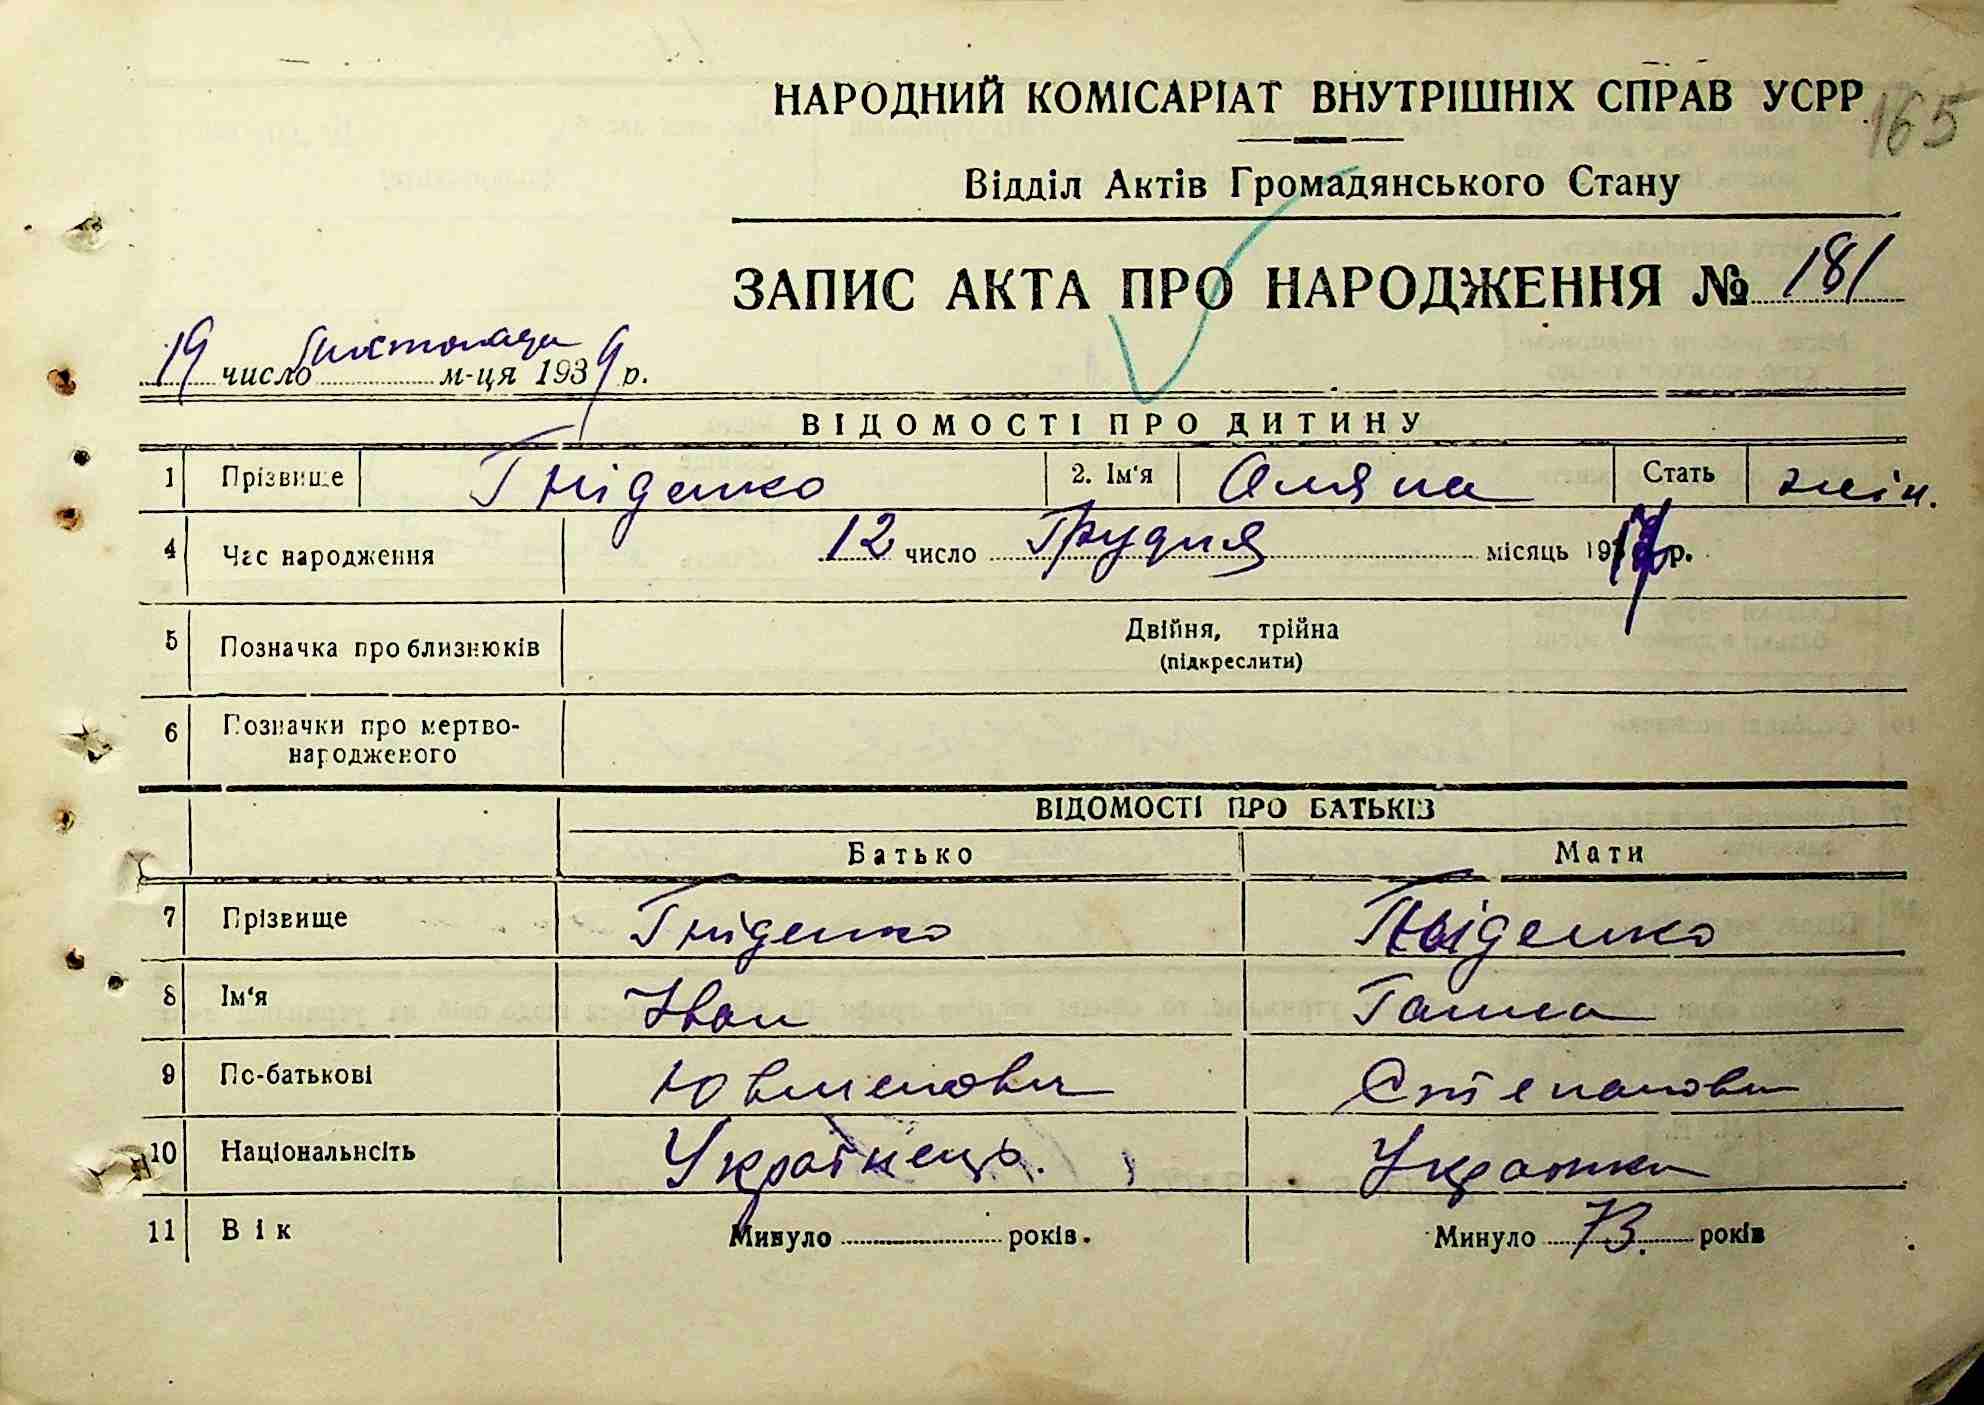 НАРОДНИЙ КОМІСАРІАТ ВНУТРІШНІХ СПРАВ УСРР
165
Відділ Актів Громадянського Стану
ЗАПИС АКТА ПРО НАРОДЖЕННЯ № 181
19 число листопада м-ця 1939 р.
ВІДОМОСТІ ПРО ДИТИНУ
1 Прізвище Гніденко 2. Ім'я Оляна Стать жін.
4 Час народження 12 число Грудня місяць 1917 р.
5 Позначка про близнюків Двійня, трійна
(підкреслити)
6 Позначки про мертво-
народженого
ВІДОМОСТІ ПРО БАТЬКІВ
Батько Мати
7 Прізвище Гніденко Гніденко
8 Ім'я Іван Ганна
9 По-батькові Степанови
10 Національність Українець. Українка
11 Вік Минуло років. Минуло 73. років